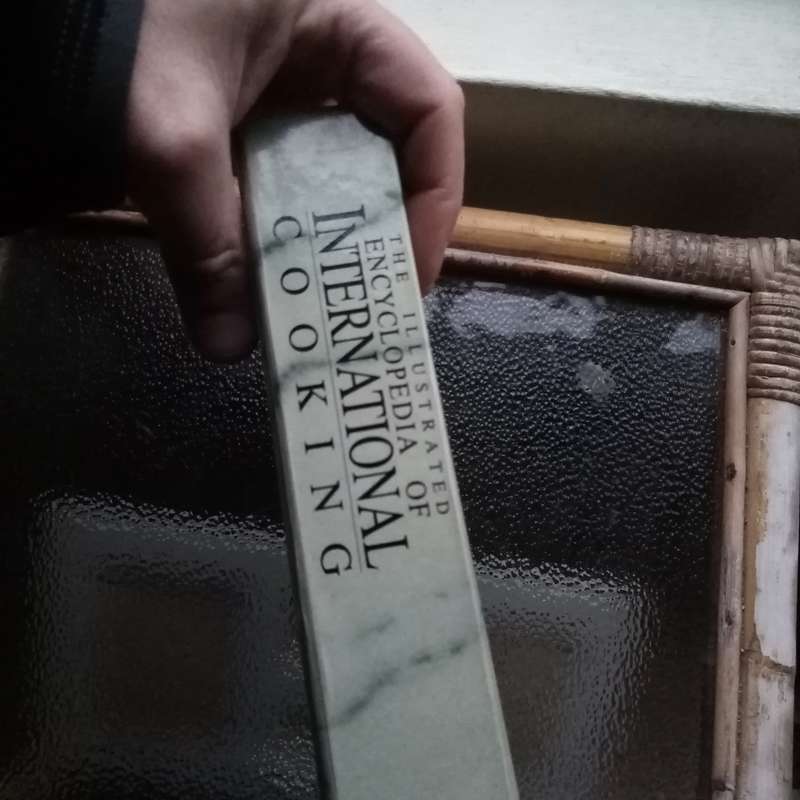 THE ILLUSTRATED
ENCYCLOPEDIA OF
INTERNATIONAL
COOKING